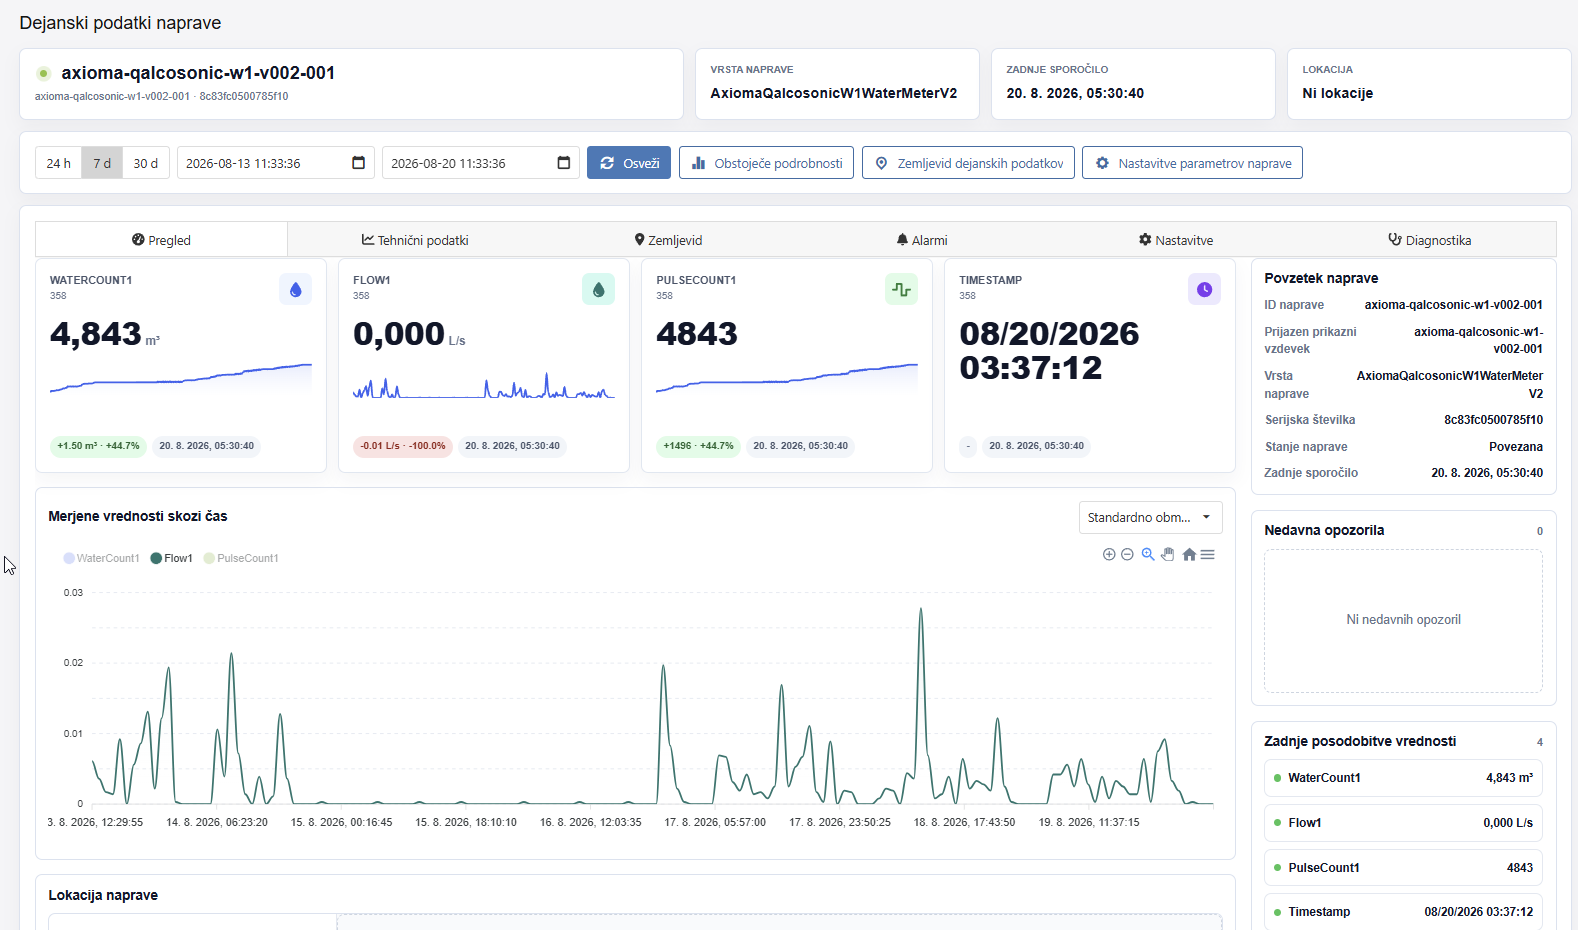 Dejanski podatki naprave
axioma-qalcosonic-w1-v002-001
axioma-qalcosonic-w1-v002-001 · 8c83fc0500785f10
VRSTA NAPRAVE
AxiomaQalcosonicW1WaterMeterV2
ZADNJE SPOROČILO
20. 8. 2026, 05:30:40
LOKACIJA
Ni lokacije
24 h
7 d
30 d
2026-08-13 11:33:36
2026-08-20 11:33:36
Osveži
Obstoječe podrobnosti
Zemljevid dejanskih podatkov
Nastavitve parametrov naprave
Pregled
Tehnični podatki
Zemljevid
Alarmi
Nastavitve
Diagnostika
WATERCOUNT1
358
4,843 m³
+1.50 m³ · +44.7%
20. 8. 2026, 05:30:40
FLOW1
358
0,000 L/s
-0.01 L/s · -100.0%
20. 8. 2026, 05:30:40
PULSECOUNT1
358
4843
+1496 · +44.7%
20. 8. 2026, 05:30:40
TIMESTAMP
358
08/20/2026
03:37:12
-
20. 8. 2026, 05:30:40
Povzetek naprave
ID naprave axioma-qalcosonic-w1-v002-001
Prijazen prikazni vzdevek axioma-qalcosonic-w1-
v002-001
Vrsta naprave AxiomaQalcosonicW1WaterMeter
V2
Serijska številka 8c83fc0500785f10
Stanje naprave Povezana
Zadnje sporočilo 20. 8. 2026, 05:30:40
Merjene vrednosti skozi čas
Standardno obm...
WaterCount1 Flow1 PulseCount1
0.03
0.02
0.01
0
3. 8. 2026, 12:29:55
14. 8. 2026, 06:23:20
15. 8. 2026, 00:16:45
15. 8. 2026, 18:10:10
16. 8. 2026, 12:03:35
17. 8. 2026, 05:57:00
17. 8. 2026, 23:50:25
18. 8. 2026, 17:43:50
19. 8. 2026, 11:37:15
Nedavna opozorila 0
Ni nedavnih opozoril
Zadnje posodobitve vrednosti 4
WaterCount1 4,843 m³
Flow1 0,000 L/s
PulseCount1 4843
Timestamp 08/20/2026 03:37:12
Lokacija naprave